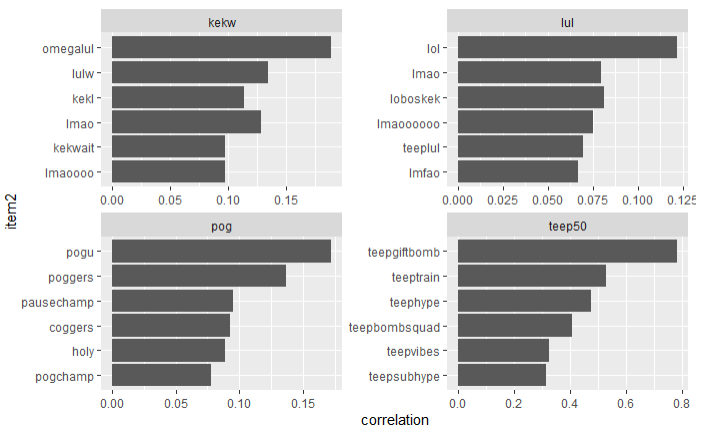 kekw
omegalul
lulw
kekl
lmao
kekwait
lmaoooo
0.00 0.05 0.10 0.15
lul
lol
lmao
loboskek
lmaoooooo
teeplul
lmfao
0.000 0.025 0.050 0.075 0.100 0.125
item2
pog
pogu
poggers
pausechamp
coggers
holy
pogchamp
0.00 0.05 0.10 0.15
teep50
teepgiftbomb
teeptrain
teephype
teepbombsquad
teepvibes
teepsubhype
0.0 0.2 0.4 0.6 0.8
correlation